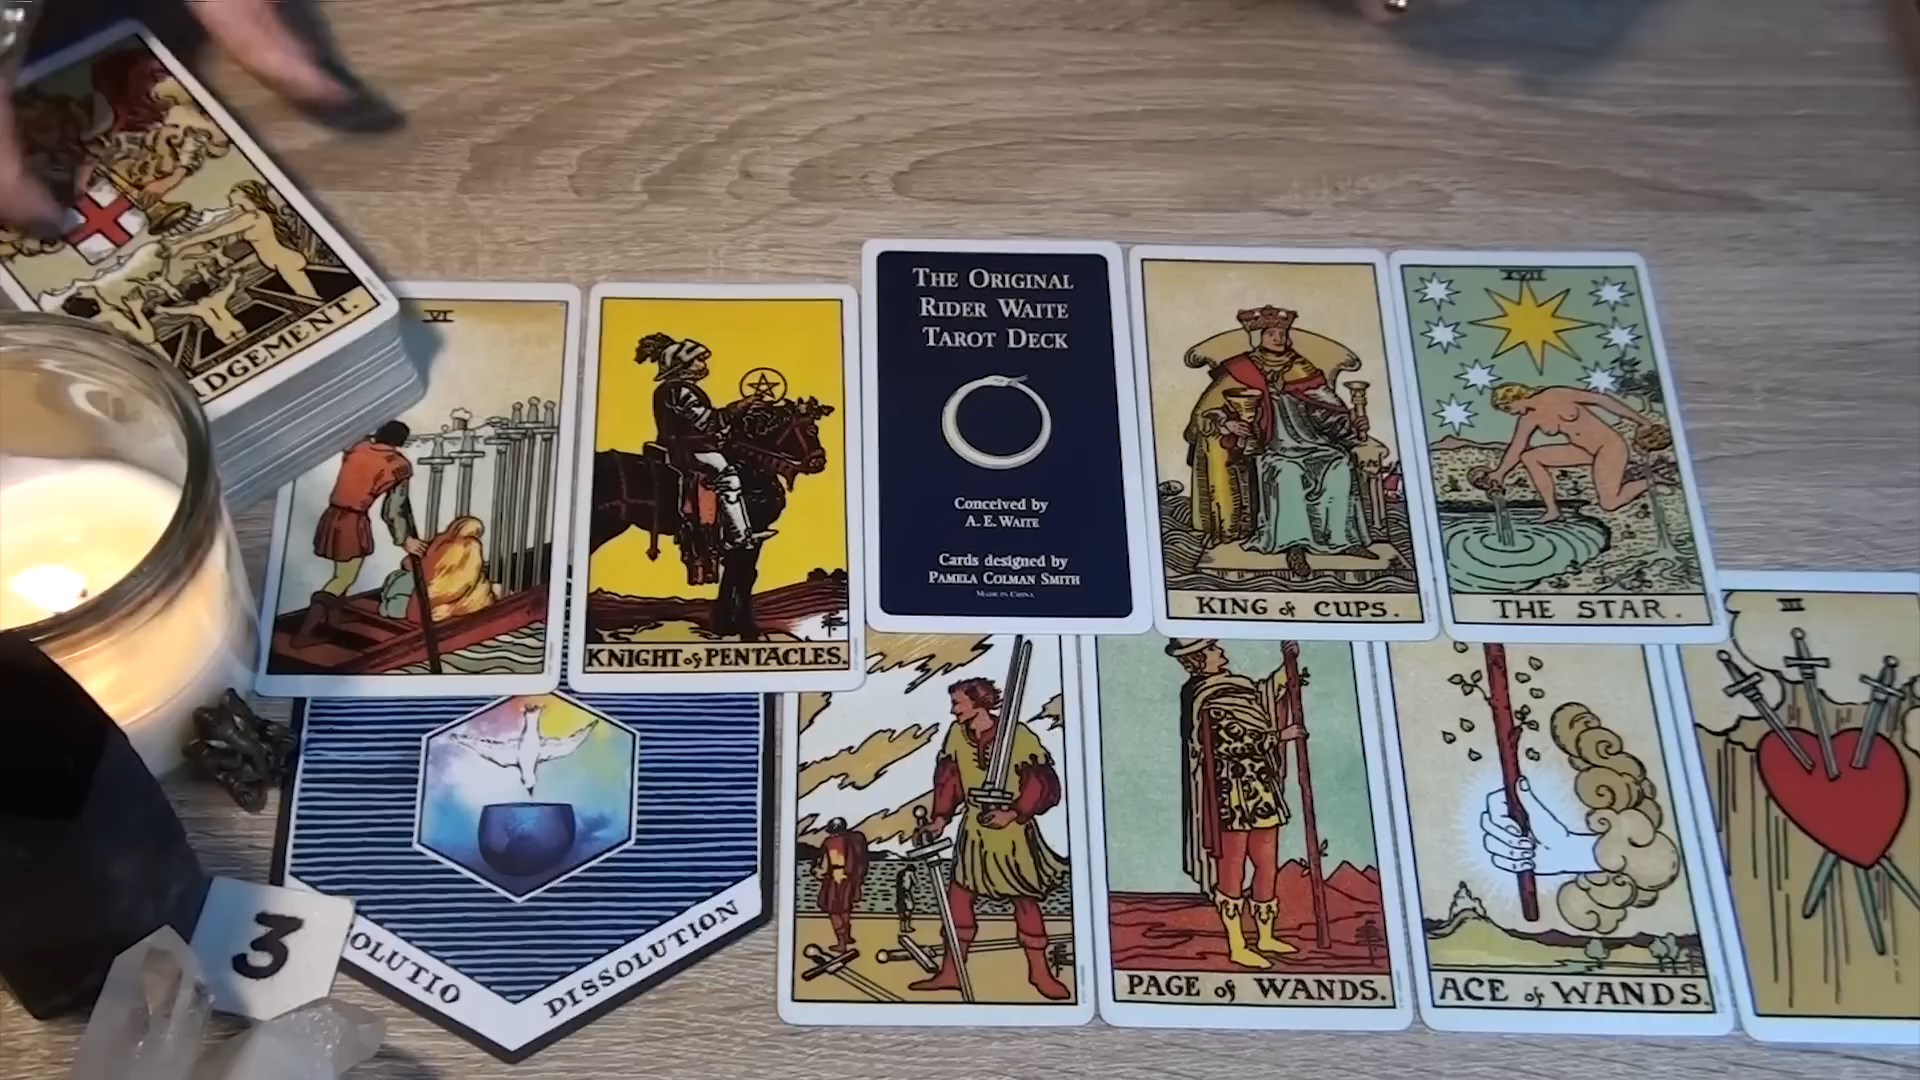 JDGEMENT.
VI
KNIGHT of PENTACLES.
THE ORIGINAL
RIDER WAITE
TAROT DECK
Conceived by
A. E. WAITE
Cards designed by
PAMELA COLMAN SMITH
MADE IN CHINA
KING of CUPS.
XVII
THE STAR.
3
OLUTIO
DISSOLUTION
PAGE of WANDS.
ACE of WANDS.
III